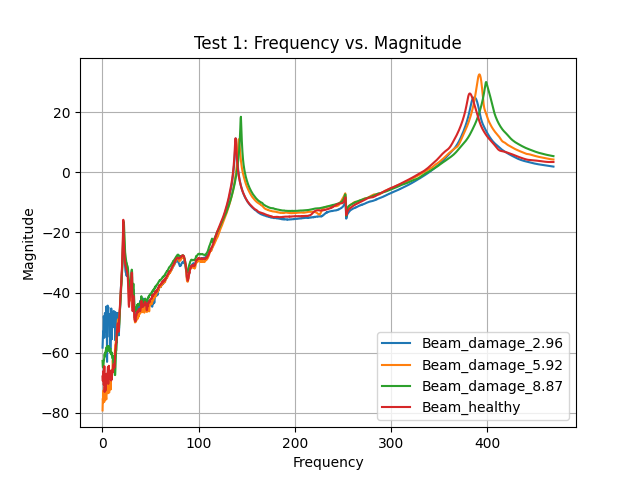 Test 1: Frequency vs. Magnitude
Magnitude
20
0
−20
−40
−60
−80
0
100
200
300
400
Frequency
Beam_damage_2.96
Beam_damage_5.92
Beam_damage_8.87
Beam_healthy